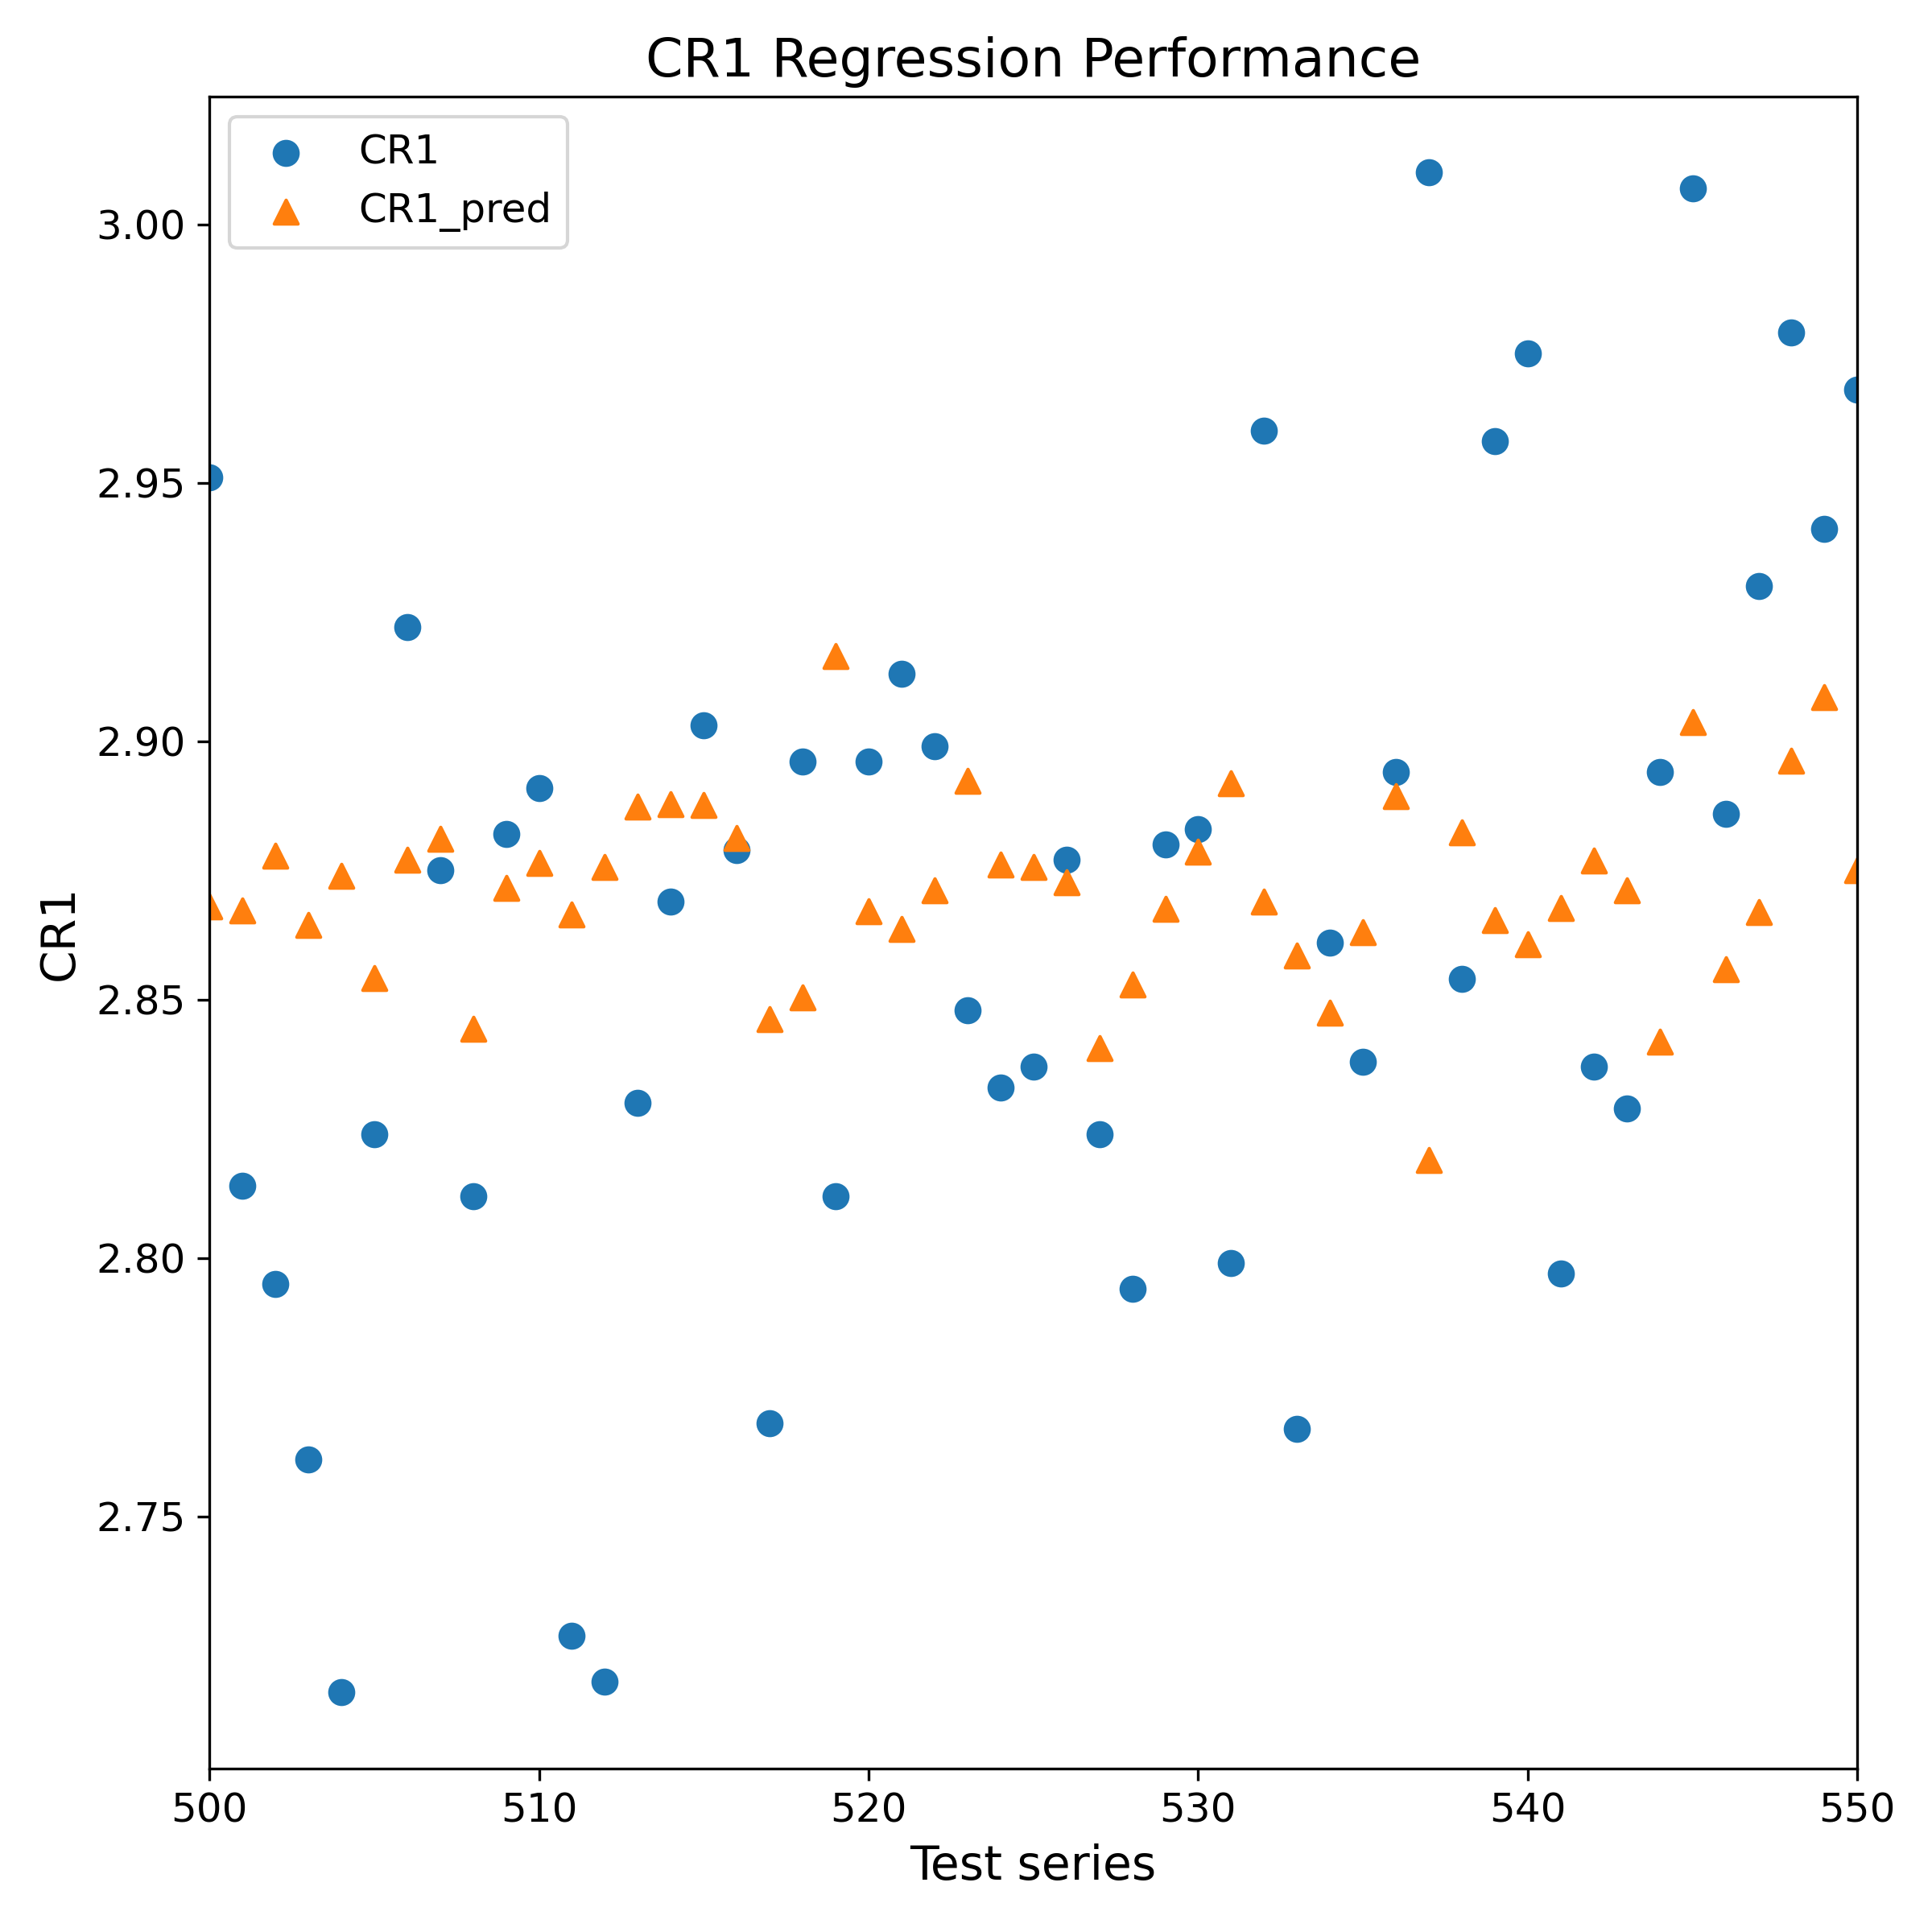 CR1 Regression Performance
CR1
CR1_pred
3.00
2.95
2.90
2.85
2.80
2.75
CR1
500 510 520 530 540 550
Test series